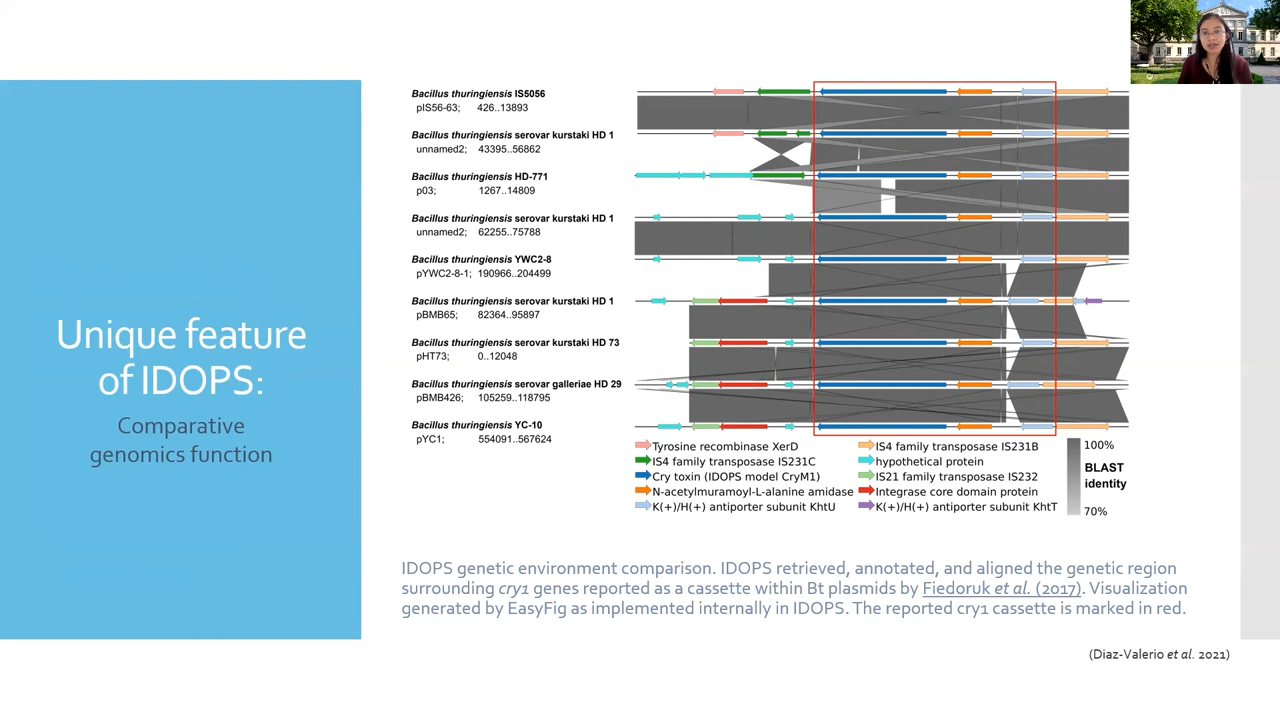 Unique feature
of IDOPS:
Comparative
genomics function
Bacillus thuringiensis IS5056
pIS56-63; 426..13893
Bacillus thuringiensis serovar kurstaki HD 1
unnamed2; 43395..56862
Bacillus thuringiensis HD-771
p03; 1267..14809
Bacillus thuringiensis serovar kurstaki HD 1
unnamed2; 62255..75788
Bacillus thuringiensis YWC2-8
pYWC2-8-1; 190966..204499
Bacillus thuringiensis serovar kurstaki HD 1
pBMB65; 82364..95897
Bacillus thuringiensis serovar kurstaki HD 73
pHT73; 0..12048
Bacillus thuringiensis serovar galleriae HD 29
pBMB426; 105259..118795
Bacillus thuringiensis YC-10
pYC1; 554091..567624
Tyrosine recombinase XerD
IS4 family transposase IS231C
Cry toxin (IDOPS model CryM1)
N-acetylmuramoyl-L-alanine amidase
K(+)/H(+) antiporter subunit KhtU
IS4 family transposase IS231B
hypothetical protein
IS21 family transposase IS232
Integrase core domain protein
K(+)/H(+) antiporter subunit KhtT
100%
BLAST
identity
70%
IDOPS genetic environment comparison. IDOPS retrieved, annotated, and aligned the genetic region
surrounding cry1 genes reported as a cassette within Bt plasmids by Fiedoruk et al. (2017). Visualization
generated by EasyFig as implemented internally in IDOPS. The reported cry1 cassette is marked in red.
(Diaz-Valerio et al. 2021)